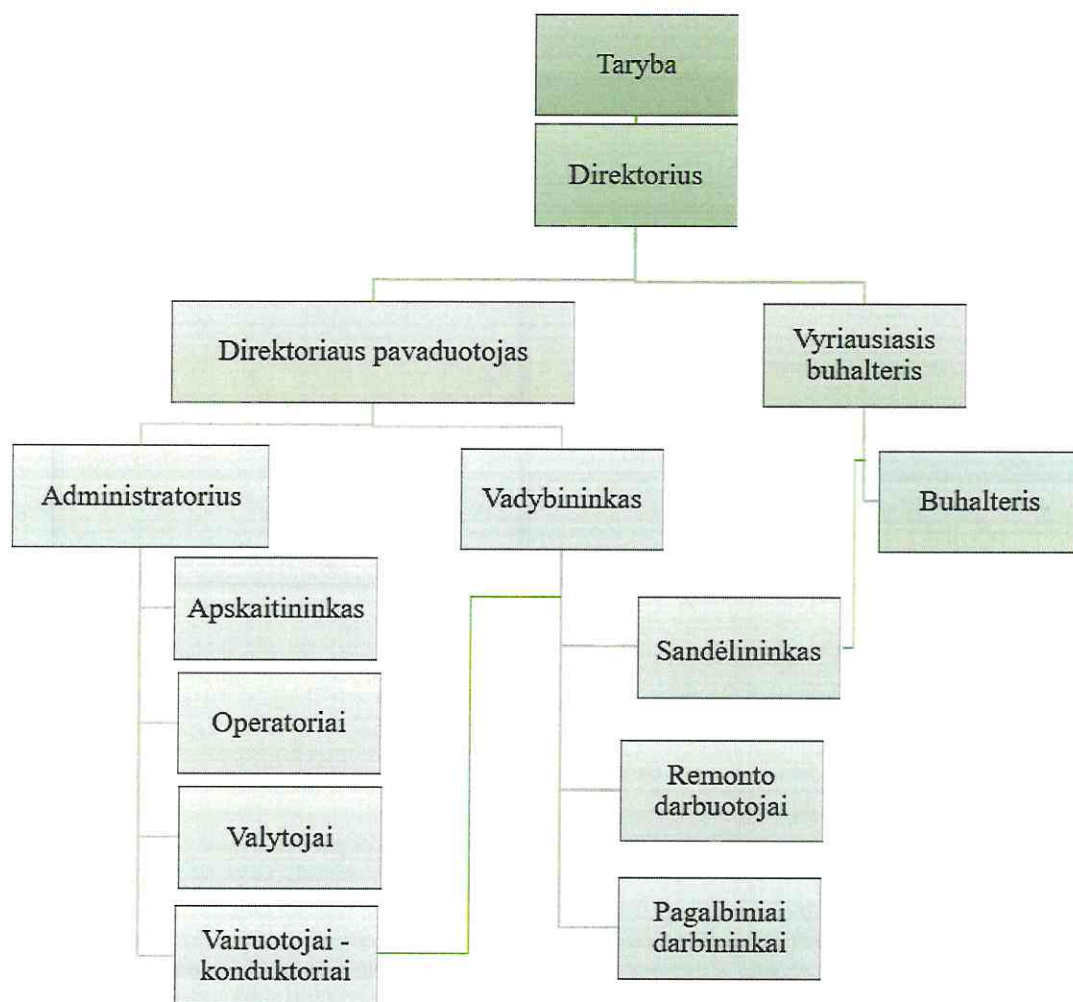 Taryba
Direktorius
Direktoriaus pavaduotojas
Vyriausiasis
buhalteris
Administratorius
Vadybininkas
Buhalteris
Apskaitininkas
Sandėlininkas
Operatoriai
Remonto
darbuotojai
Valytojai
Pagalbiniai
darbininkai
Vairuotojai -
konduktoriai